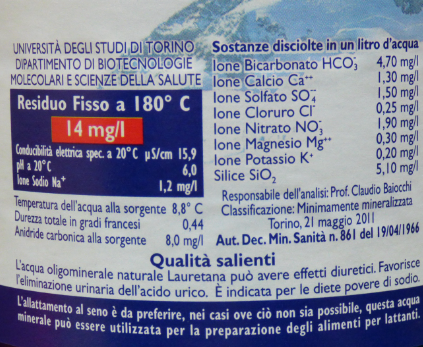 UNIVERSITÀ DEGLI STUDI DI TORINO
DIPARTIMENTO DI BIOTECNOLOGIE
MOLECOLARI E SCIENZE DELLA SALUTE
Residuo Fisso a 180° C
14 mg/l
Conducibilità elettrica spec. a 20°C µS/cm 15,9
pH a 20°C 6,0
Ione Sodio Na⁺ 1,2 mg/l
Temperatura dell'acqua alla sorgente 8,8° C
Durezza totale in gradi francesi 0,44
Anidride carbonica alla sorgente 8,0 mg/l
Sostanze disciolte in un litro d'acqua
Ione Bicarbonato HCO₃⁻ 4,70 mg/l
Ione Calcio Ca⁺⁺ 1,30 mg/l
Ione Solfato SO₄⁻ 1,50 mg/l
Ione Cloruro Cl⁻ 0,25 mg/l
Ione Nitrato NO₃⁻ 1,90 mg/l
Ione Magnesio Mg⁺⁺ 0,30 mg/l
Ione Potassio K⁺ 0,20 mg/l
Silice SiO₂ 5,10 mg/l
Responsabile dell'analisi: Prof. Claudio Baiocchi
Classificazione: Minimamente mineralizzata
Torino, 21 maggio 2011
Aut. Dec. Min. Sanità n. 861 del 19/04/1966
Qualità salienti
L'acqua oligominerale naturale Lauretana può avere effetti diuretici. Favorisce
l'eliminazione urinaria dell'acido urico. È indicata per le diete povere di sodio.
L'allattamento al seno è da preferire, nei casi ove ciò non sia possibile, questa acqua
minerale può essere utilizzata per la preparazione degli alimenti per lattanti.